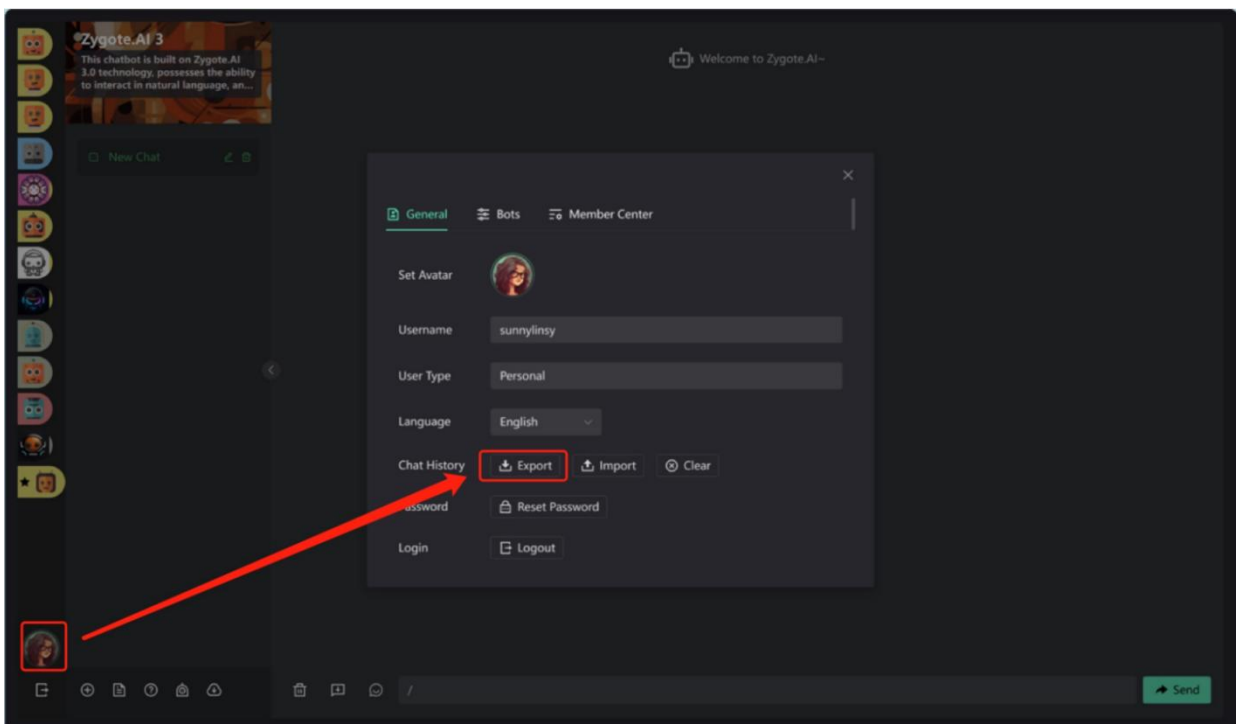 Zygote.AI 3
This chatbot is built on Zygote.AI
3.0 technology, possesses the ability
to interact in natural language, an...
Welcome to Zygote.AI~
New Chat
General
Bots
Member Center
Set Avatar
Username
sunnylinsy
User Type
Personal
Language
English
Chat History
Export
Import
Clear
Password
Reset Password
Login
Logout
/
Send